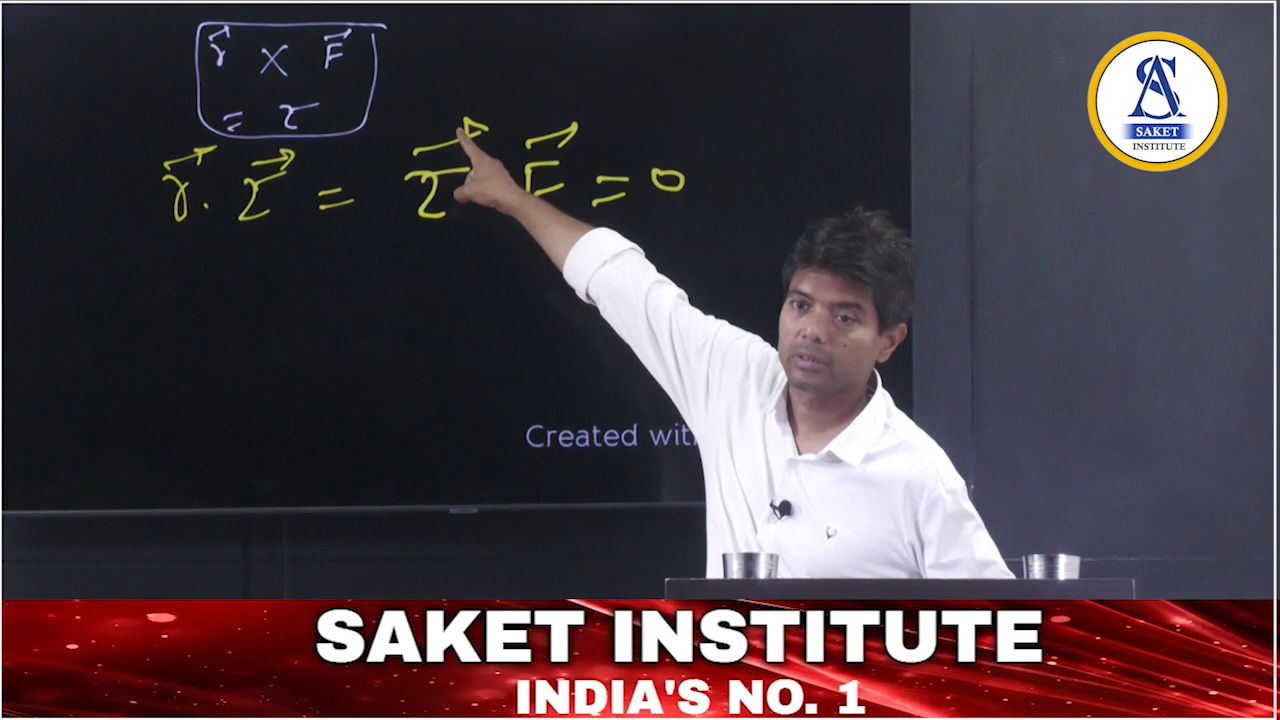 r⃗ × F⃗
= τ
r⃗ . τ⃗ = τ⃗ F⃗ = 0
Created with
SAKET
INSTITUTE
SAKET INSTITUTE
INDIA'S NO. 1